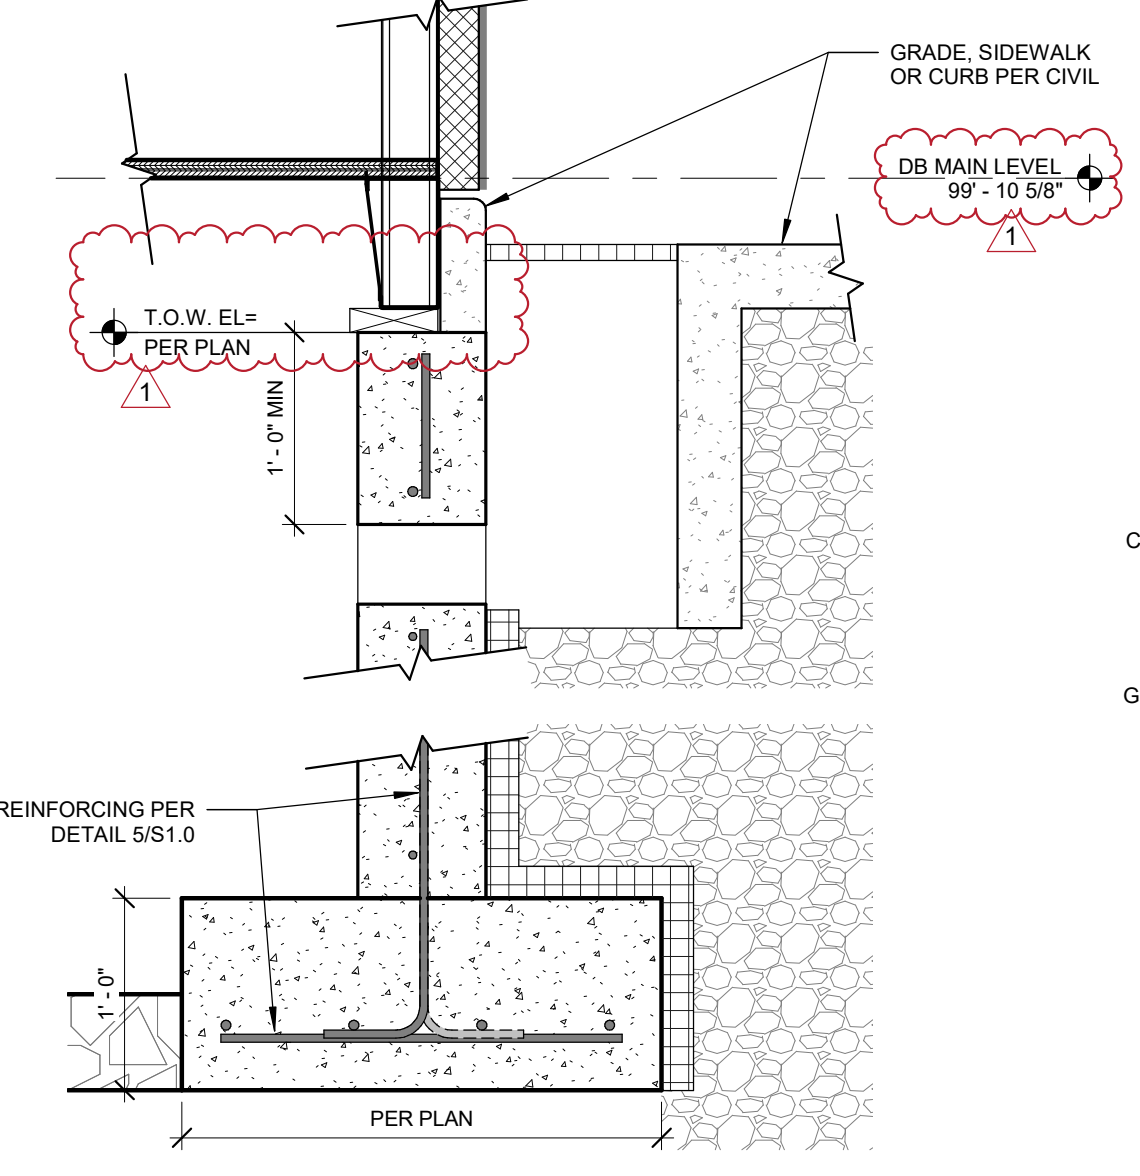 GRADE, SIDEWALK
OR CURB PER CIVIL
DB MAIN LEVEL
99' - 10 5/8"
1
T.O.W. EL=
PER PLAN
1
1' - 0" MIN
C
G
REINFORCING PER
DETAIL 5/S1.0
1' - 0"
PER PLAN